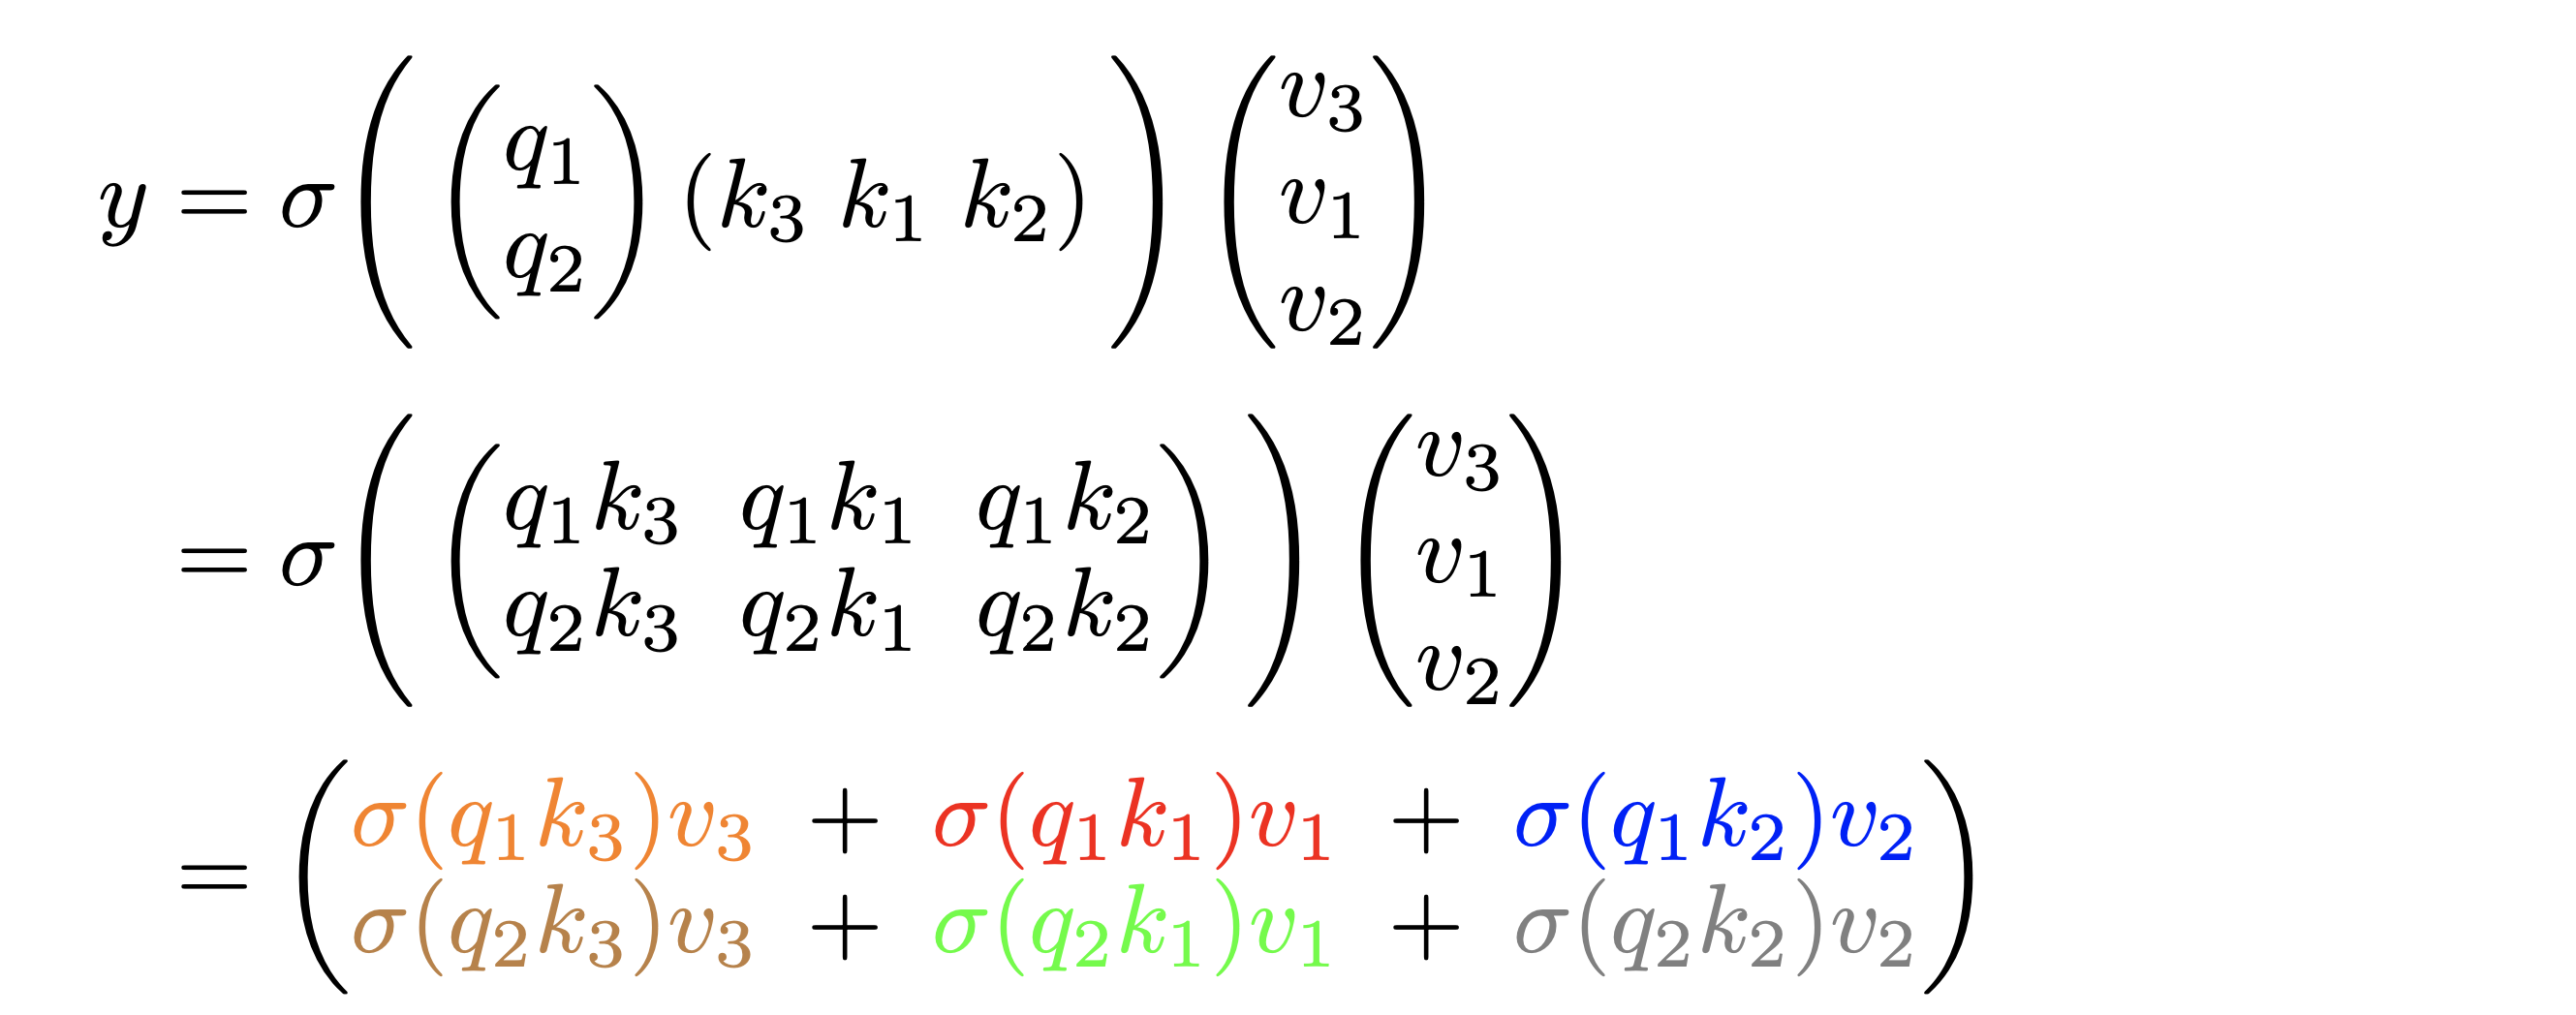 y = σ( (q₁ q₂) (k₃ k₁ k₂) ) (v₃ v₁ v₂)
= σ( (q₁k₃ q₁k₁ q₁k₂ q₂k₃ q₂k₁ q₂k₂) ) (v₃ v₁ v₂)
= ( σ(q₁k₃)v₃ + σ(q₁k₁)v₁ + σ(q₁k₂)v₂
σ(q₂k₃)v₃ + σ(q₂k₁)v₁ + σ(q₂k₂)v₂ )